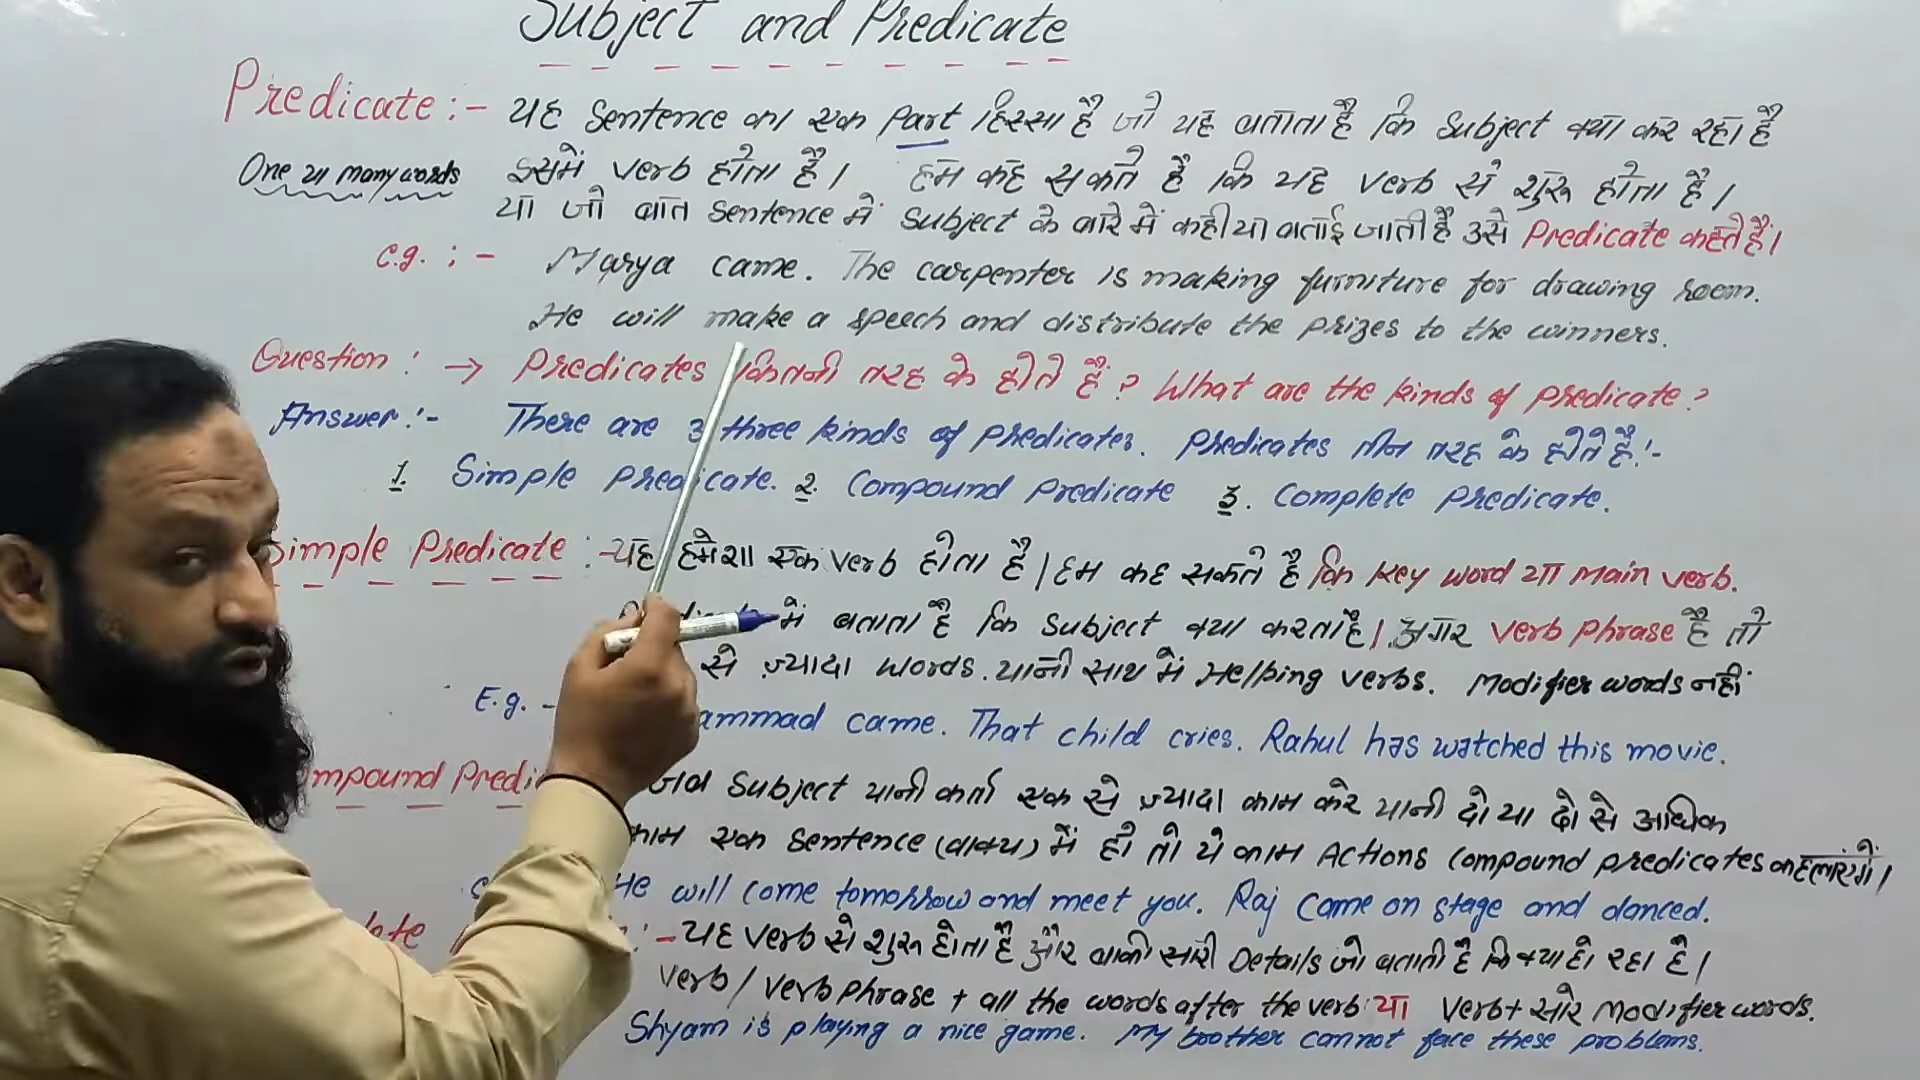 Subject and Predicate
Predicate :- यह Sentence का एक Part हिस्सा है जो यह बताता है कि Subject क्या कर रहा है
One या many words इसमें verb होता है। हम कह सकते है कि यह verb से शुरू होता है।
या जो बात Sentence में Subject के बारे में कही या बताई जाती है उसे Predicate कहते हैं।
e.g. :- Marya came. The carpenter is making furniture for drawing room.
He will make a speech and distribute the prizes to the winners.
Question : → Predicates कितनी तरह के होते हैं ? What are the kinds of predicate ?
Answer :- There are 3 three kinds of predicates. Predicates तीन तरह के होते हैं :-
1. Simple predicate. 2. Compound predicate 3. Complete predicate.
Simple Predicate :- यह हमेशा एक verb होता है। हम कह सकते है कि key word या main verb.
में बताता है कि Subject क्या करता है। अगर verb phrase है तो
से ज़्यादा words. यानी साथ में Helping verbs. Modifier words नहीं
E.g. - ammad came. That child cries. Rahul has watched this movie.
ompound Predi जब Subject यानी कर्ता एक से ज़्यादा काम करे यानी दो या दो से अधिक
काम एक Sentence (वाक्य) में हो तो ये काम Actions Compound predicates कहलाएंगे।
He will come tomorrow and meet you. Raj came on stage and danced.
lete :- यह verb से शुरू होता है और बाकी सारी Details जो बताती है कि क्या हो रहा है।
verb / verb phrase + all the words after the verb या verb + और Modifier words.
Shyam is playing a nice game. My brother cannot face these problems.